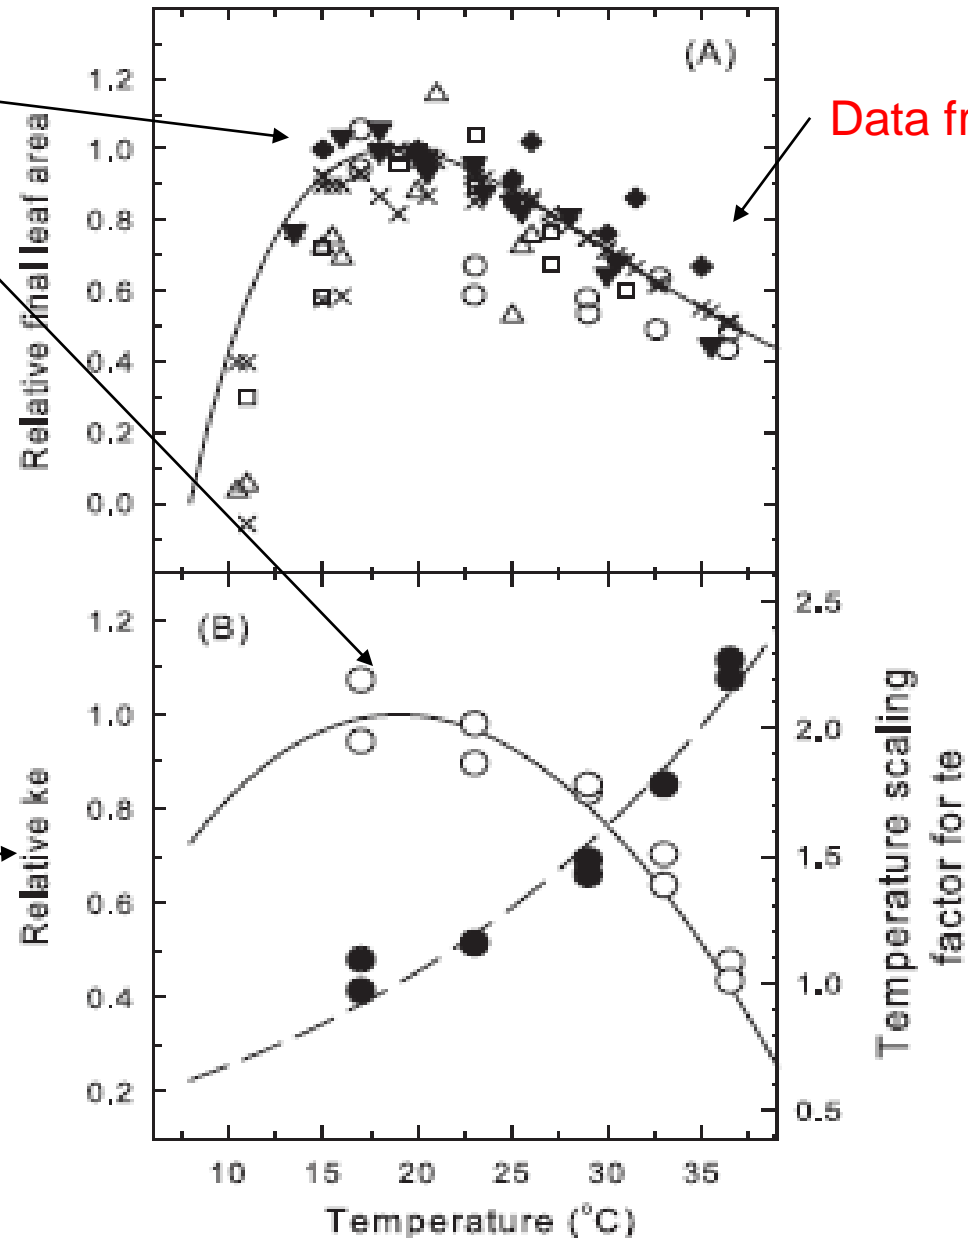 (A)
Data fr
1.2
1.0
0.8
0.6
0.4
0.2
0.0
Relative final leaf area
(B)
1.2
1.0
0.8
0.6
0.4
0.2
Relative ke
2.5
2.0
1.5
1.0
0.5
Temperature scaling
factor for te
10 15 20 25 30 35
Temperature (°C)